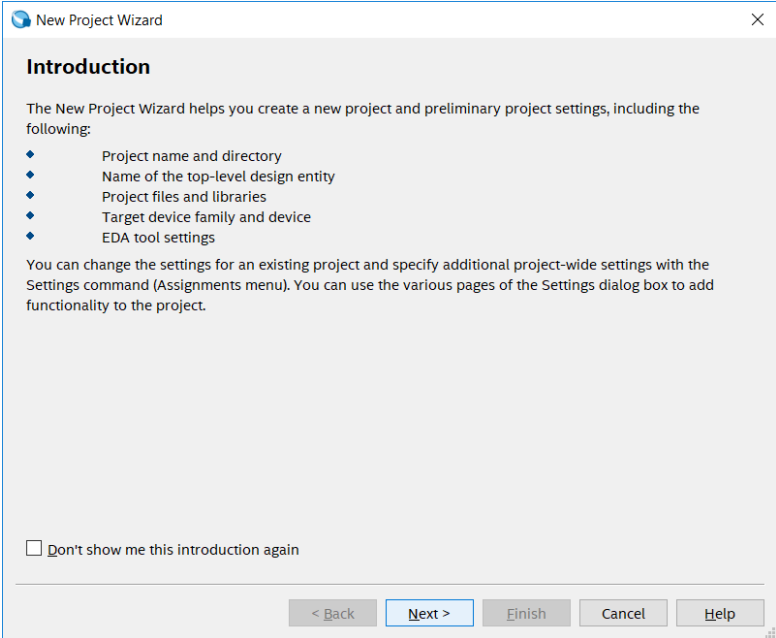 New Project Wizard
Introduction
The New Project Wizard helps you create a new project and preliminary project settings, including the
following:
Project name and directory
Name of the top-level design entity
Project files and libraries
Target device family and device
EDA tool settings
You can change the settings for an existing project and specify additional project-wide settings with the
Settings command (Assignments menu). You can use the various pages of the Settings dialog box to add
functionality to the project.
Don't show me this introduction again
< Back Next > Finish Cancel Help